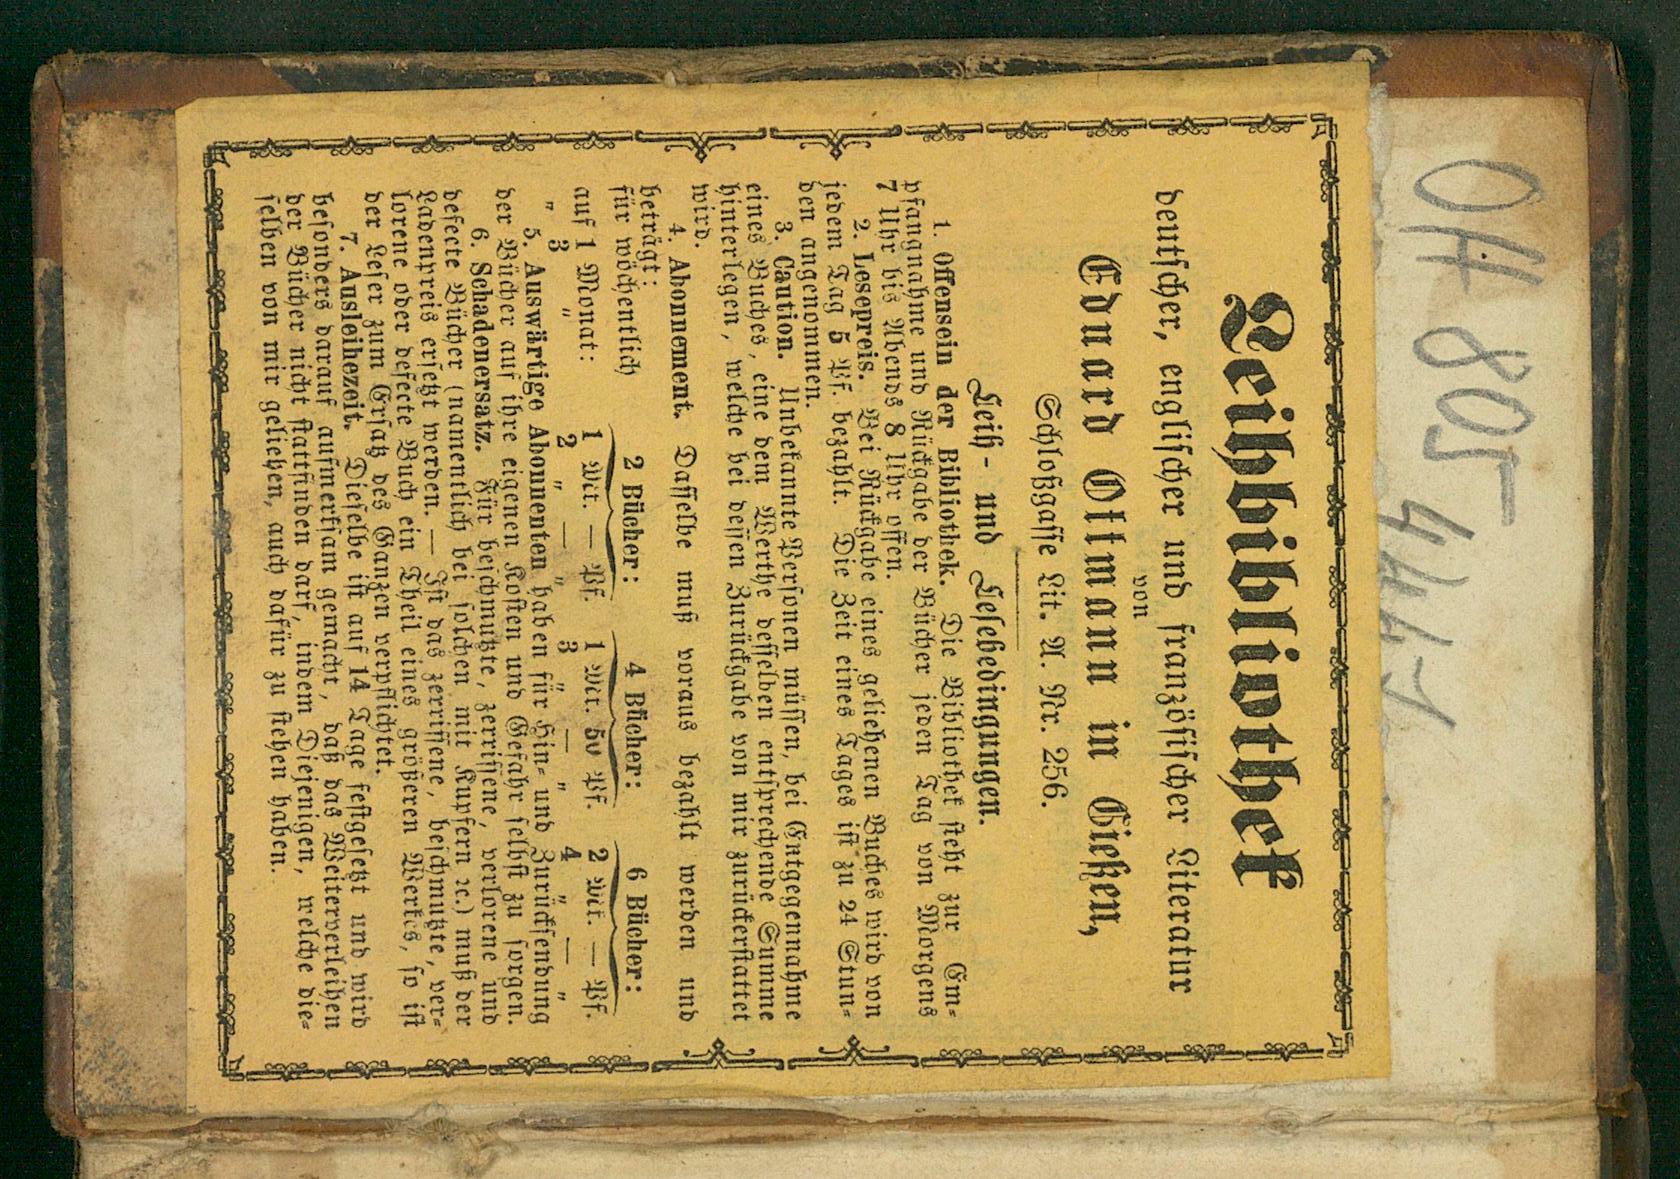 OH 805
4447
Leihbibliothek
deutscher, englischer und französischer Literatur
von
Eduard Ottmann in Gießen,
Schloßgasse Lit. A. Nr. 256.
Leih- und Lesebedingungen.
1. Offensein der Bibliothek. Die Bibliothek steht zur Em-
pfangnahme und Rückgabe der Bücher jeden Tag von Morgens
7 Uhr bis Abends 8 Uhr offen.
2. Lesepreis. Bei Rückgabe eines geliehenen Buches wird von
jedem Tag 5 Pf. bezahlt. Die Zeit eines Tages ist zu 24 Stun-
den angenommen.
3. Caution. Unbekannte Personen müssen, bei Entgegennahme
eines Buches, eine dem Werthe desselben entsprechende Summe
hinterlegen, welche bei dessen Zurückgabe von mir zurückerstattet
wird.
4. Abonnement. Dasselbe muß voraus bezahlt werden und
beträgt:
für wöchentlich 2 Bücher: 4 Bücher: 6 Bücher:
auf 1 Monat: 1 Mk. — Pf. 1 Mk. 50 Pf. 2 Mk. — Pf.
" 3 " 2 " — " 3 " — " 4 " — "
5. Auswärtige Abonnenten haben für Hin- und Zurücksendung
der Bücher auf ihre eigenen Kosten und Gefahr selbst zu sorgen.
6. Schadenersatz. Für beschmutzte, zerrissene, verlorene und
defecte Bücher (namentlich bei solchen mit Kupfern ꝛc.) muß der
Ladenpreis ersetzt werden. — Ist das zerrissene, beschmutzte, ver-
lorene oder defecte Buch ein Theil eines größeren Werkes, so ist
der Leser zum Ersatz des Ganzen verpflichtet.
7. Ausleihezeit. Dieselbe ist auf 14 Tage festgesetzt und wird
besonders darauf aufmerksam gemacht, daß das Weiterverleihen
der Bücher nicht stattfinden darf, indem Diejenigen, welche die-
selben von mir geliehen, auch dafür zu stehen haben.